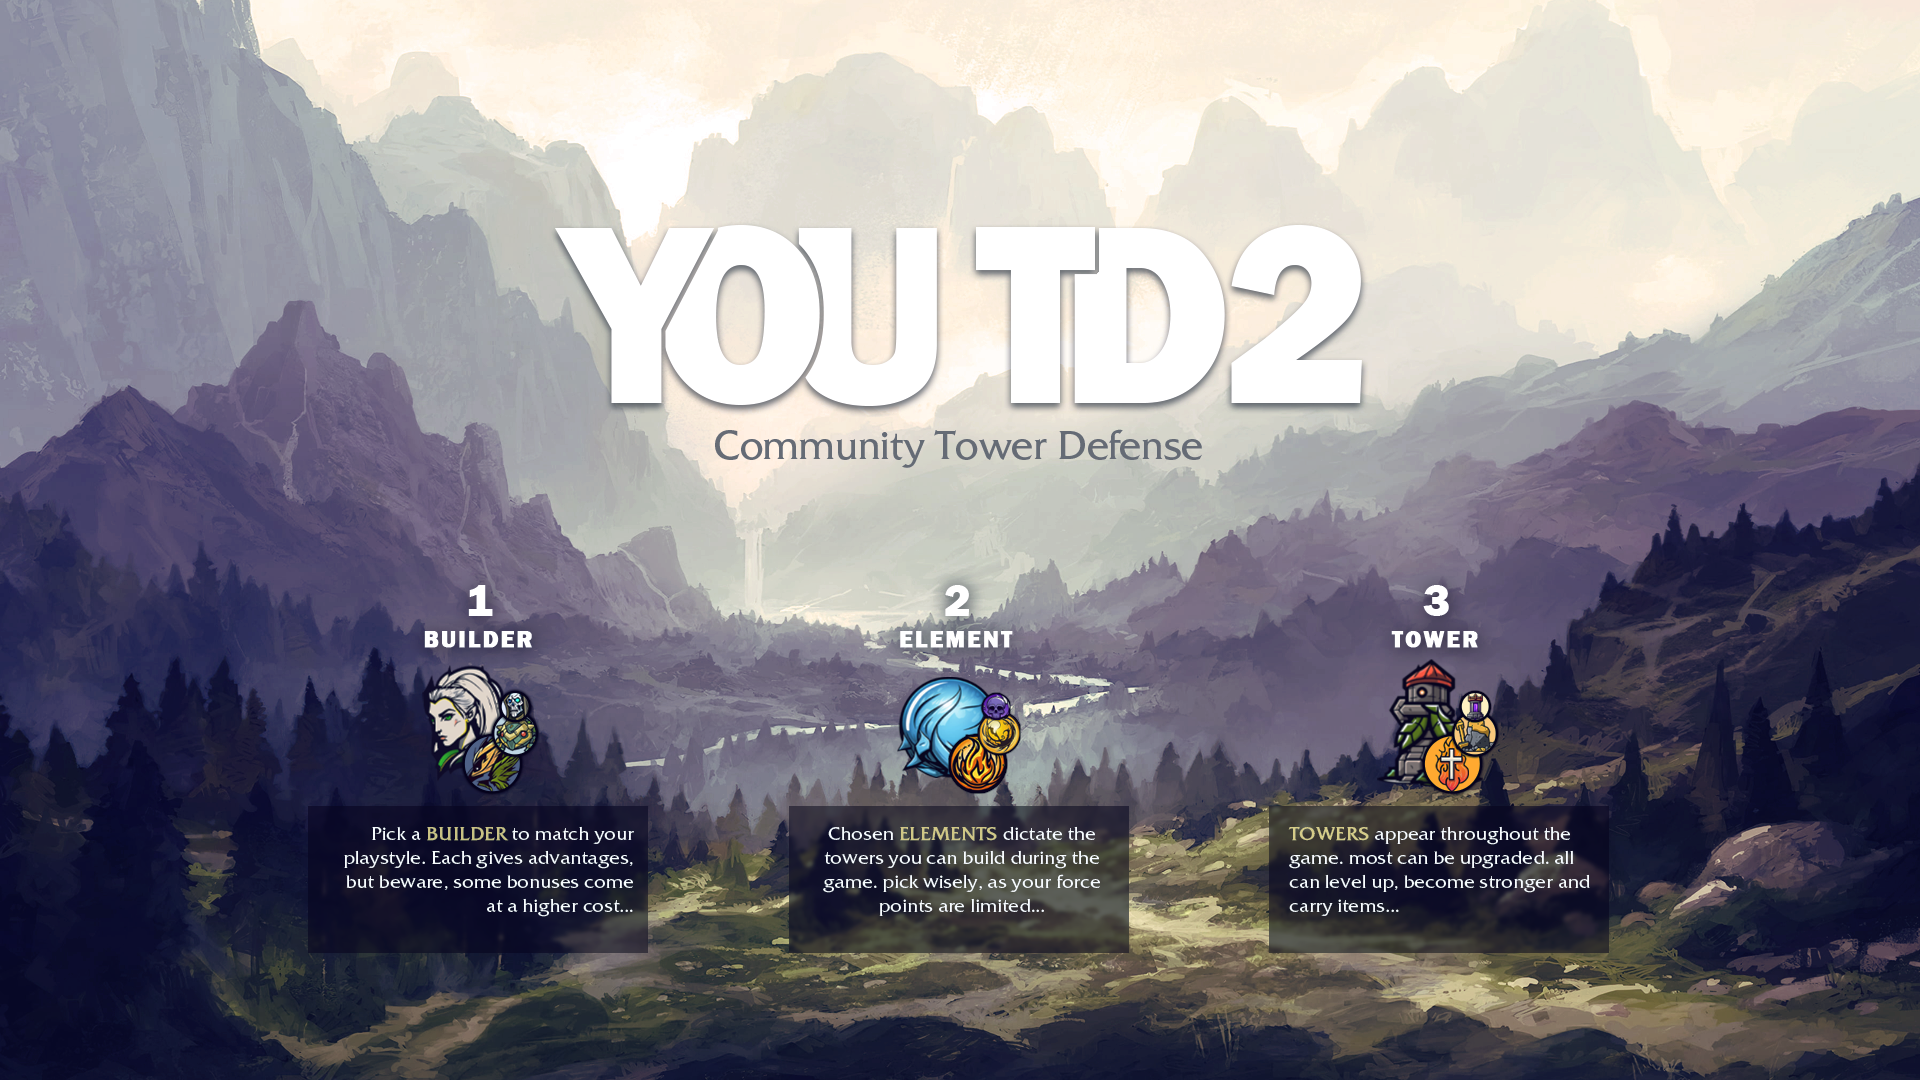 YOU TD 2
Community Tower Defense
1
BUILDER
Pick a BUILDER to match your
playstyle. Each gives advantages,
but beware, some bonuses come
at a higher cost...
2
ELEMENT
Chosen ELEMENTS dictate the
towers you can build during the
game. pick wisely, as your force
points are limited...
3
TOWER
TOWERS appear throughout the
game. most can be upgraded. all
can level up, become stronger and
carry items...